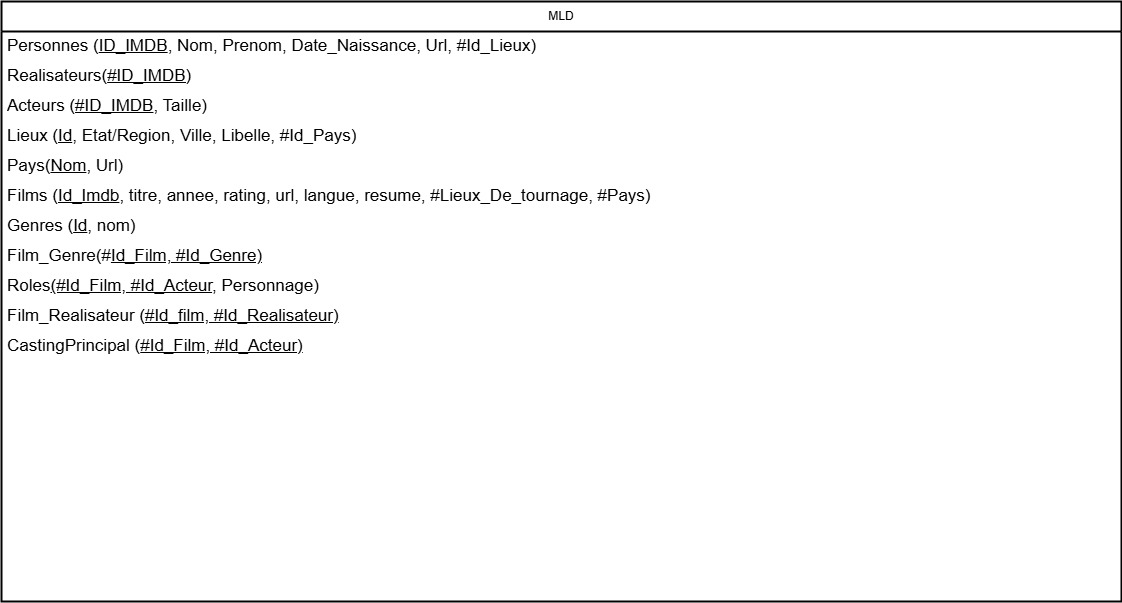 MLD
Personnes (ID_IMDB, Nom, Prenom, Date_Naissance, Url, #Id_Lieux)
Realisateurs(#ID_IMDB)
Acteurs (#ID_IMDB, Taille)
Lieux (Id, Etat/Region, Ville, Libelle, #Id_Pays)
Pays(Nom, Url)
Films (Id_Imdb, titre, annee, rating, url, langue, resume, #Lieux_De_tournage, #Pays)
Genres (Id, nom)
Film_Genre(#Id_Film, #Id_Genre)
Roles(#Id_Film, #Id_Acteur, Personnage)
Film_Realisateur (#Id_film, #Id_Realisateur)
CastingPrincipal (#Id_Film, #Id_Acteur)